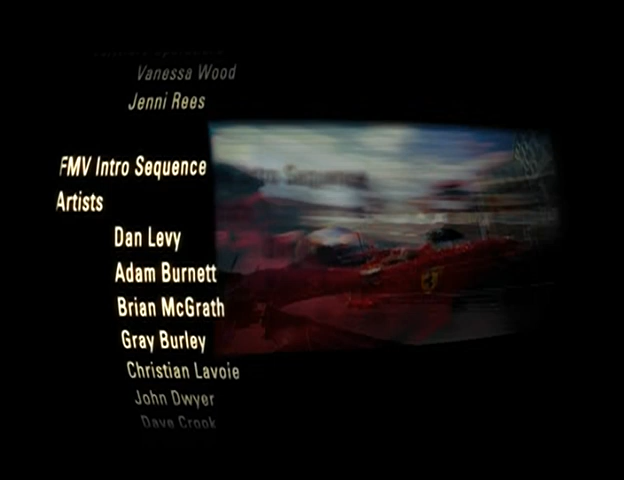 Vanessa Wood
Jenni Rees
FMV Intro Sequence
Artists
Dan Levy
Adam Burnett
Brian McGrath
Gray Burley
Christian Lavoie
John Dwyer
Dave Crook